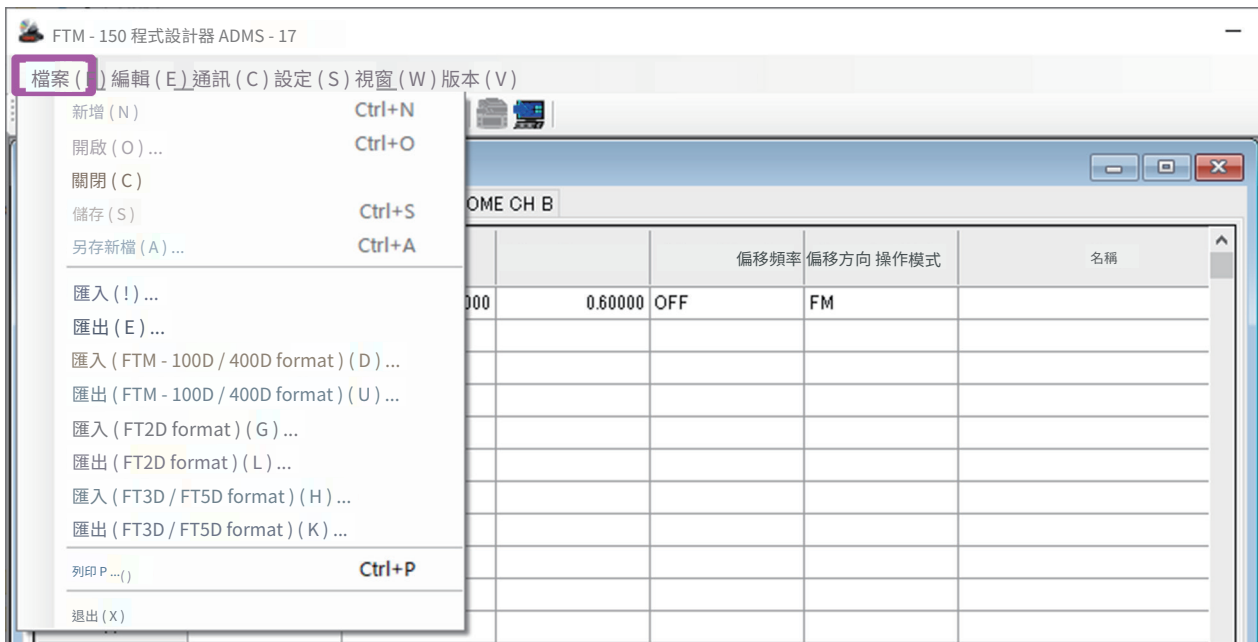 FTM - 150 程式設計器 ADMS - 17
檔案 ( ) 編輯 ( E ) 通訊 ( C ) 設定 ( S ) 視窗 ( W ) 版本 ( V )
新增 ( N ) Ctrl+N
開啟 ( O ) ... Ctrl+O
關閉 ( C )
儲存 ( S ) Ctrl+S
另存新檔 ( A ) ... Ctrl+A
匯入 ( ! ) ...
匯出 ( E ) ...
匯入 ( FTM - 100D / 400D format ) ( D ) ...
匯出 ( FTM - 100D / 400D format ) ( U ) ...
匯入 ( FT2D format ) ( G ) ...
匯出 ( FT2D format ) ( L ) ...
匯入 ( FT3D / FT5D format ) ( H ) ...
匯出 ( FT3D / FT5D format ) ( K ) ...
列印 P ... ( ) Ctrl+P
退出 ( X )
OME CH B
偏移頻率 偏移方向 操作模式 名稱
000 0.60000 OFF FM